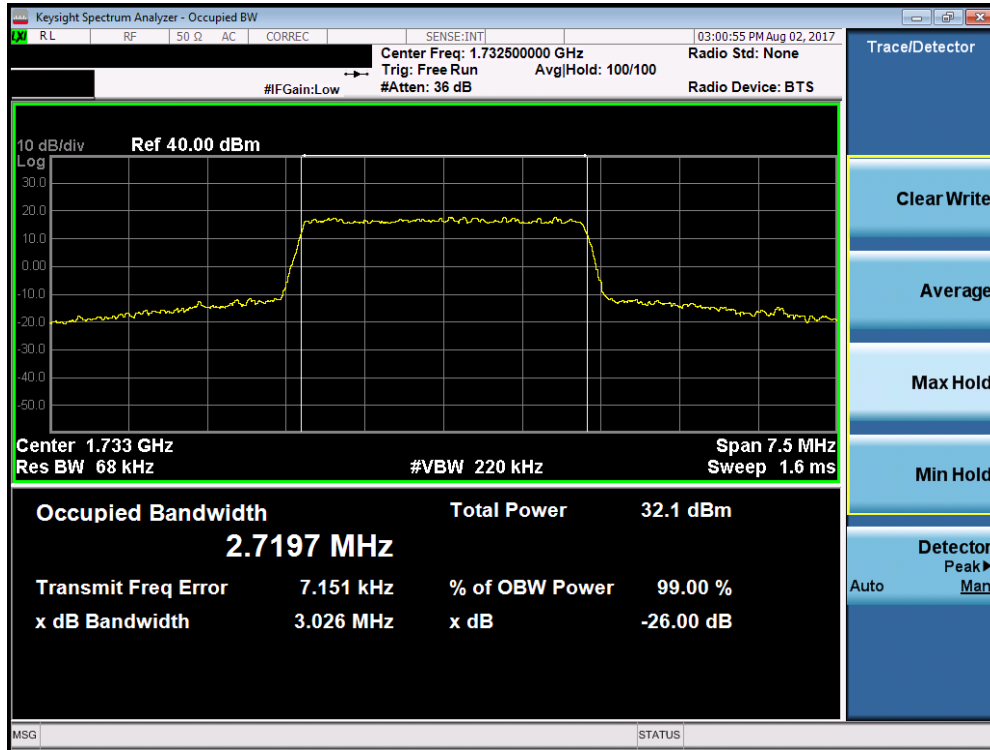 Keysight Spectrum Analyzer - Occupied BW
LXI RL RF 50 Ω AC CORREC SENSE:INT 03:00:55 PM Aug 02, 2017
Center Freq: 1.732500000 GHz Radio Std: None
Trig: Free Run Avg|Hold: 100/100
#IFGain:Low #Atten: 36 dB Radio Device: BTS
10 dB/div Ref 40.00 dBm
Log
30.0
20.0
10.0
0.00
-10.0
-20.0
-30.0
-40.0
-50.0
Center 1.733 GHz Span 7.5 MHz
Res BW 68 kHz #VBW 220 kHz Sweep 1.6 ms
Occupied Bandwidth Total Power 32.1 dBm
2.7197 MHz
Transmit Freq Error 7.151 kHz % of OBW Power 99.00 %
x dB Bandwidth 3.026 MHz x dB -26.00 dB
MSG STATUS
Trace/Detector
Clear Write
Average
Max Hold
Min Hold
Detector
Peak▶
Auto Man